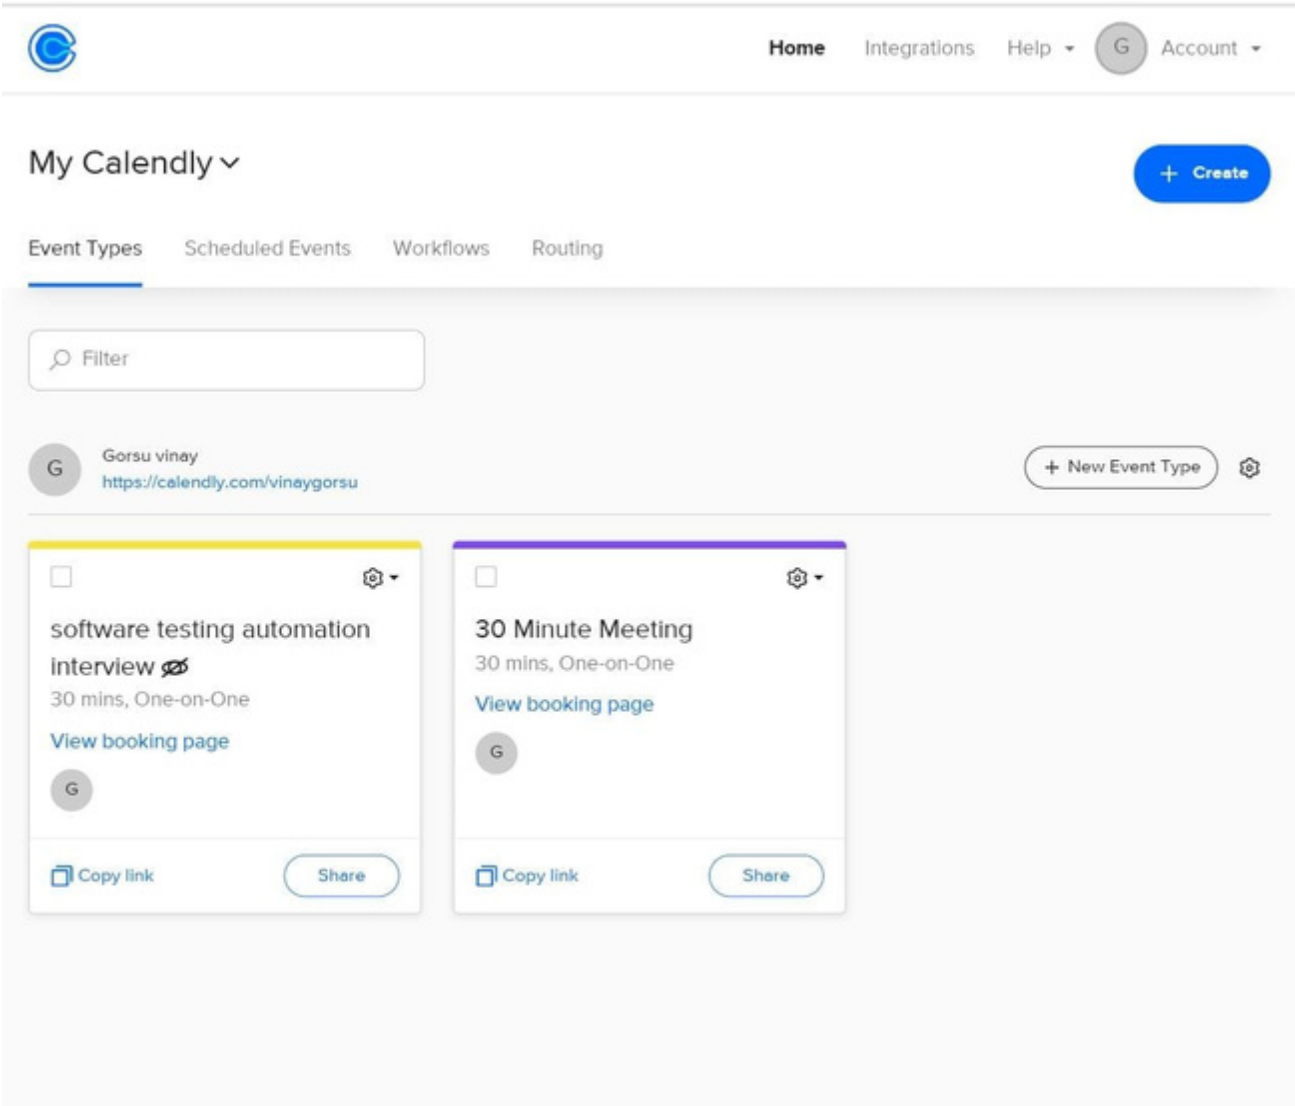 Home Integrations Help G Account
My Calendly
+ Create
Event Types Scheduled Events Workflows Routing
Filter
G
Gorsu vinay
https://calendly.com/vinaygorsu
+ New Event Type
software testing automation
interview
30 mins, One-on-One
View booking page
G
Copy link
Share
30 Minute Meeting
30 mins, One-on-One
View booking page
G
Copy link
Share